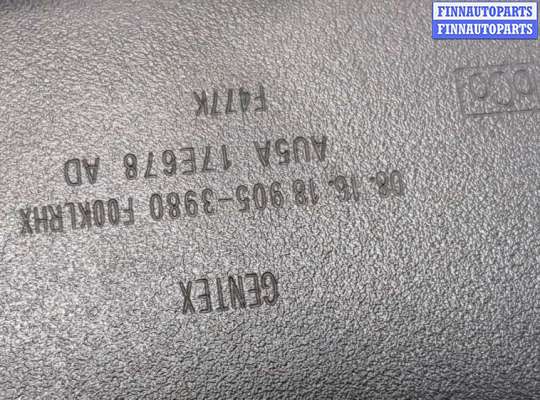 FINNAUTOPARTS
FINNAUTOPARTS
GENTEX
08. 16. 18 905-3980 F00KLRHX
AU5A 17E678 AD
F477K